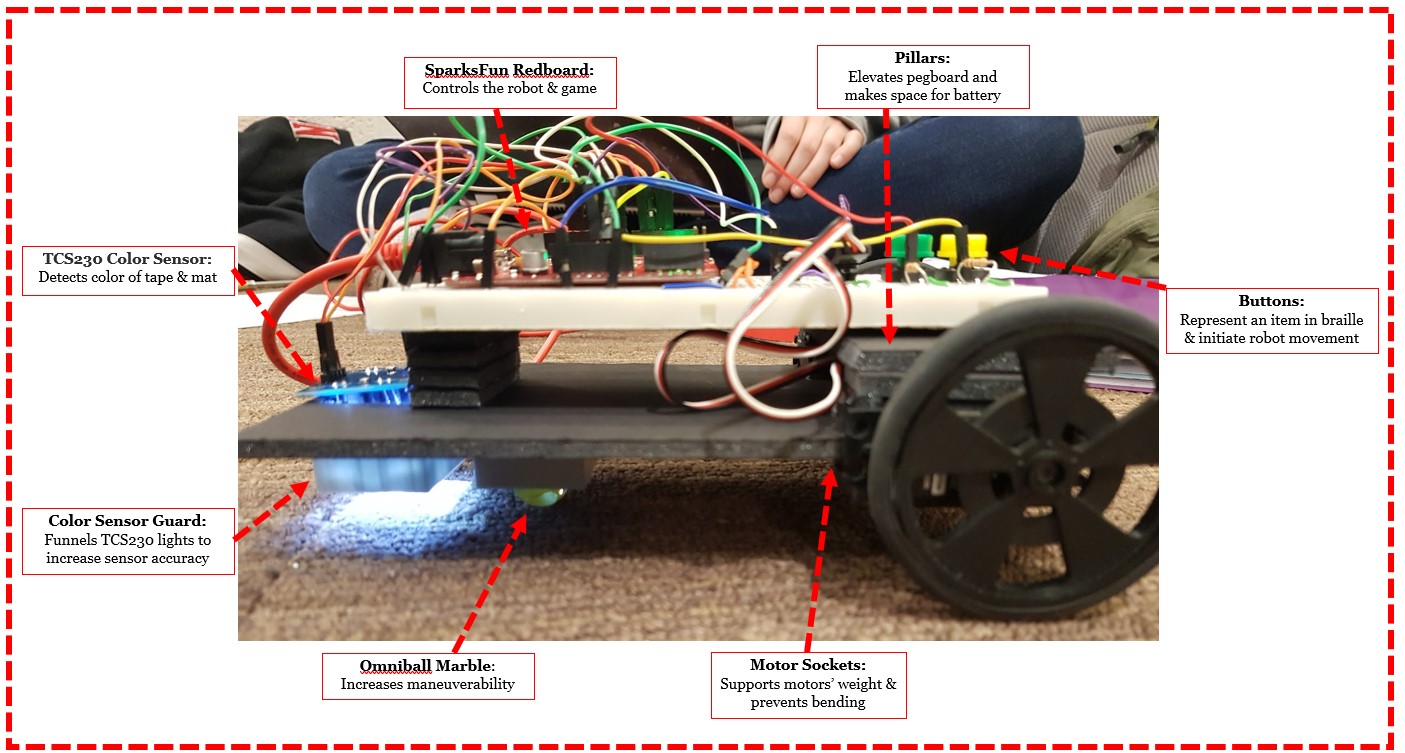 SparksFun Redboard:
Controls the robot & game
Pillars:
Elevates pegboard and
makes space for battery
TCS230 Color Sensor:
Detects color of tape & mat
Buttons:
Represent an item in braille
& initiate robot movement
Color Sensor Guard:
Funnels TCS230 lights to
increase sensor accuracy
Omniball Marble:
Increases maneuverability
Motor Sockets:
Supports motors’ weight &
prevents bending